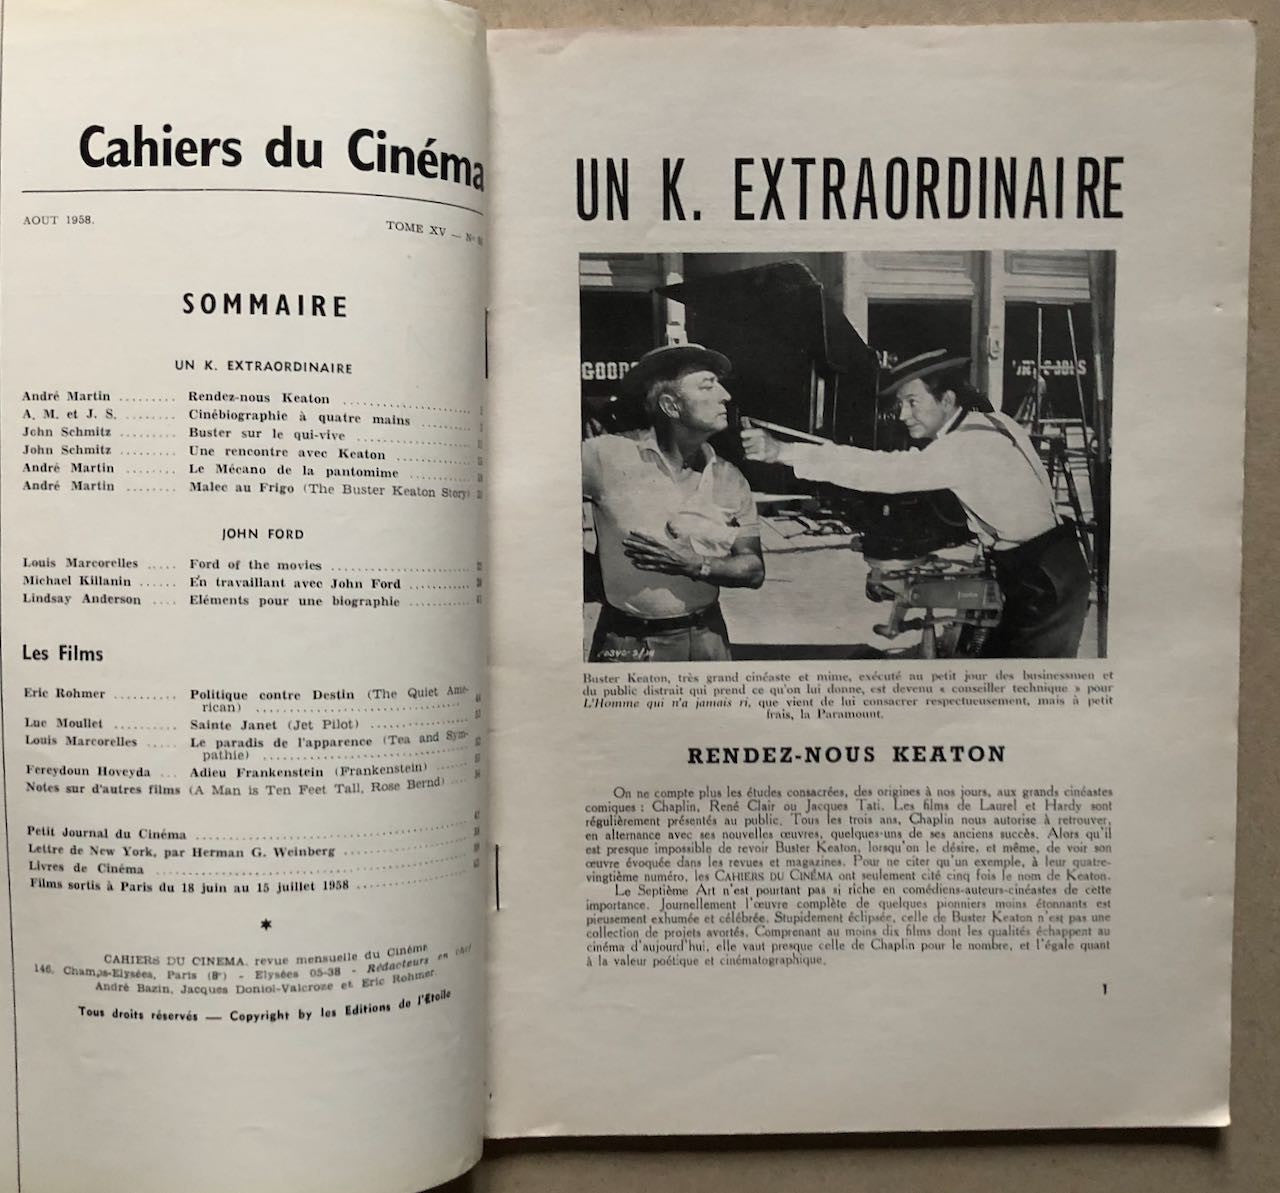 Cahiers du Cinéma
AOUT 1958. TOME XV — N°
SOMMAIRE
UN K. EXTRAORDINAIRE
André Martin ......... Rendez-nous Keaton
A. M. et J. S. ........ Cinébiographie à quatre mains
John Schmitz ......... Buster sur le qui-vive
John Schmitz ......... Une rencontre avec Keaton
André Martin ........ Le Mécano de la pantomime
André Martin ........ Malec au Frigo (The Buster Keaton Story)
JOHN FORD
Louis Marcorelles ..... Ford of the movies
Michael Killanin ...... En travaillant avec John Ford
Lindsay Anderson .... Eléments pour une biographie
Les Films
Eric Rohmer .......... Politique contre Destin (The Quiet Ame-
rican)
Luc Moullet .......... Sainte Janet (Jet Pilot)
Louis Marcorelles ..... Le paradis de l'apparence (Tea and Sym-
pathie)
Fereydoun Hoveyda ... Adieu Frankenstein (Frankenstein)
Notes sur d'autres films (A Man is Ten Feet Tall, Rose Bernd)
Petit Journal du Cinéma
Lettre de New York, par Herman G. Weinberg
Livres de Cinéma
Films sortis à Paris du 18 juin au 15 juillet 1958
CAHIERS DU CINEMA, revue mensuelle du Cinéma
146, Champs-Elysées, Paris (8e) - Elysées 05-38 - Rédacteurs en chef
André Bazin, Jacques Doniol-Valcroze et Eric Rohmer.
Tous droits réservés — Copyright by les Editions de l'Etoile
UN K. EXTRAORDINAIRE
GOODS
Buster Keaton, très grand cinéaste et mime, exécuté au petit jour des businessmen et
du public distrait qui prend ce qu'on lui donne, est devenu « conseiller technique » pour
L'Homme qui n'a jamais ri, que vient de lui consacrer respectueusement, mais à petit
frais, la Paramount.
RENDEZ-NOUS KEATON
On ne compte plus les études consacrées, des origines à nos jours, aux grands cinéastes
comiques : Chaplin, René Clair ou Jacques Tati. Les films de Laurel et Hardy sont
régulièrement présentés au public. Tous les trois ans, Chaplin nous autorise à retrouver,
en alternance avec ses nouvelles œuvres, quelques-uns de ses anciens succès. Alors qu'il
est presque impossible de revoir Buster Keaton, lorsqu'on le désire, et même, de voir son
œuvre évoquée dans les revues et magazines. Pour ne citer qu'un exemple, à leur quatre-
vingtième numéro, les CAHIERS DU CINÉMA ont seulement cité cinq fois le nom de Keaton.
Le Septième Art n'est pourtant pas si riche en comédiens-auteurs-cinéastes de cette
importance. Journellement l'œuvre complète de quelques pionniers moins étonnants est
pieusement exhumée et célébrée. Stupidement éclipsée, celle de Buster Keaton n'est pas une
collection de projets avortés. Comprenant au moins dix films dont les qualités échappent au
cinéma d'aujourd'hui, elle vaut presque celle de Chaplin pour le nombre, et l'égale quant
à la valeur poétique et cinématographique.
1